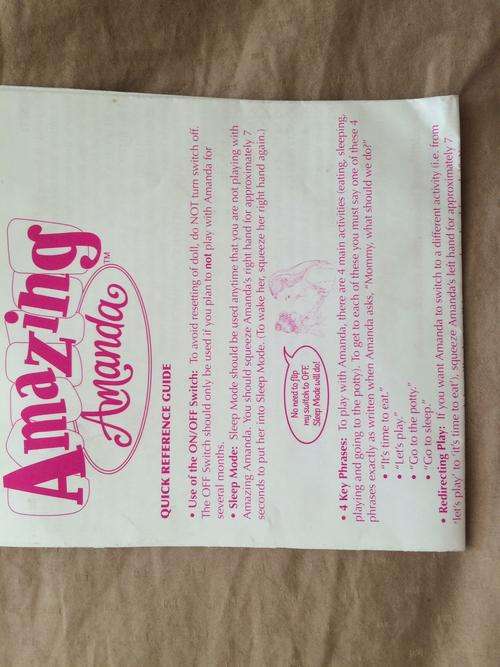 Amazing
Amanda™
QUICK REFERENCE GUIDE
• Use of the ON/OFF Switch: To avoid resetting of doll, do NOT turn switch off.
The OFF Switch should only be used if you plan to not play with Amanda for
several months.
• Sleep Mode: Sleep Mode should be used anytime that you are not playing with
Amazing Amanda. You should squeeze Amanda's right hand for approximately 7
seconds to put her into Sleep Mode. (To wake her, squeeze her right hand again.)
No need to flip
my switch to OFF.
Sleep Mode will do!
• 4 Key Phrases: To play with Amanda, there are 4 main activities (eating, sleeping,
playing and going to the potty). To get to each of these you must say one of these 4
phrases exactly as written when Amanda asks, "Mommy, what should we do?"
• "It's time to eat."
• "Let's play."
• "Go to the potty."
• "Go to sleep."
• Redirecting Play: If you want Amanda to switch to a different activity (i.e. from
"let's play" to "it's time to eat"), squeeze Amanda's left hand for approximately 7